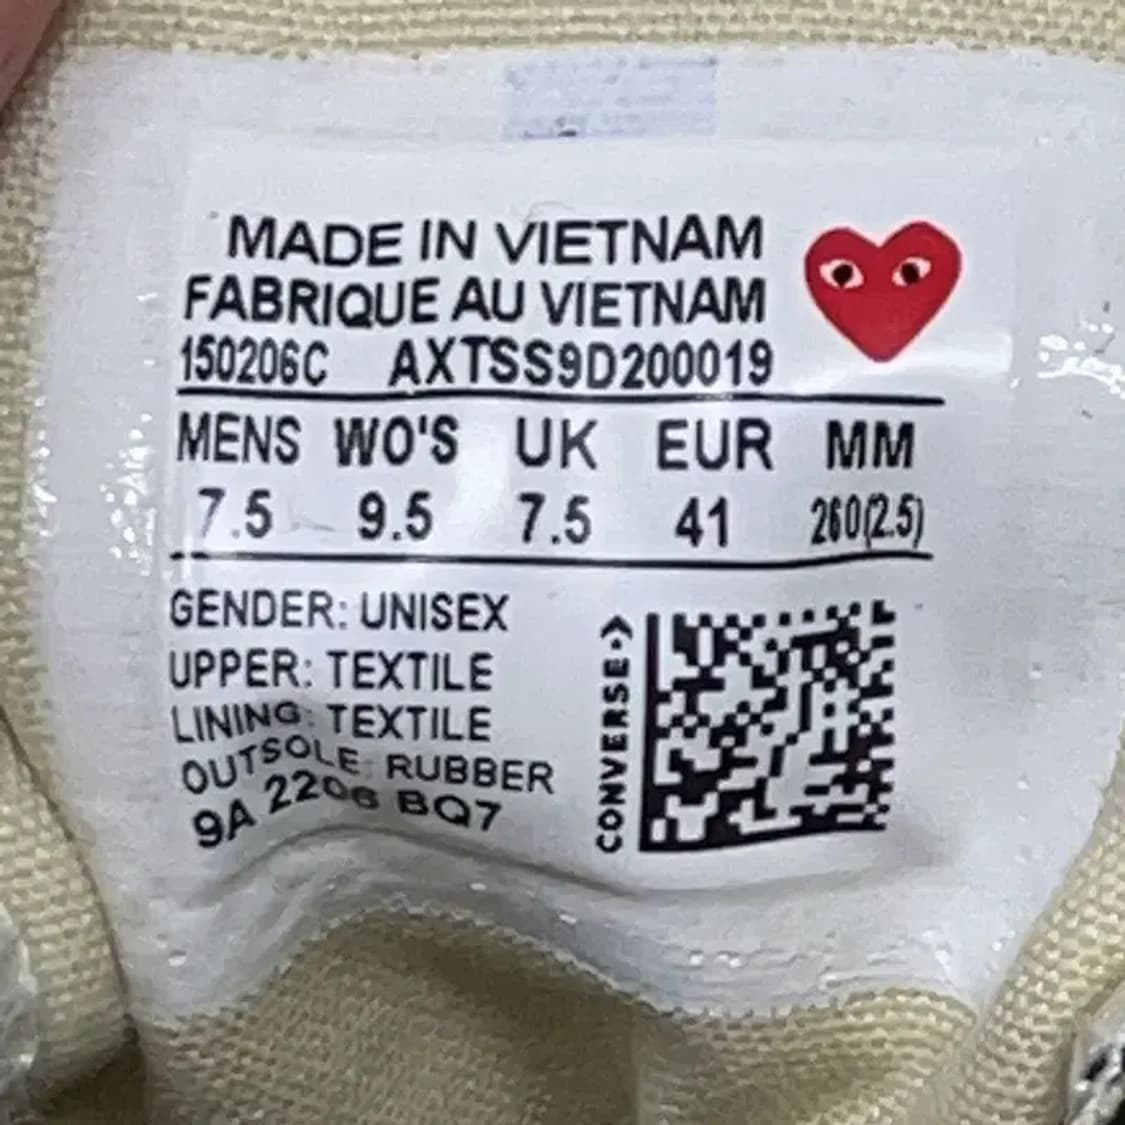 MADE IN VIETNAM
FABRIQUE AU VIETNAM
150206C AXTSS9D200019
MENS WO'S UK EUR MM
7.5 9.5 7.5 41 260(2.5)
GENDER: UNISEX
UPPER: TEXTILE
LINING: TEXTILE
OUTSOLE: RUBBER
9A 2206 BQ7
CONVERSE